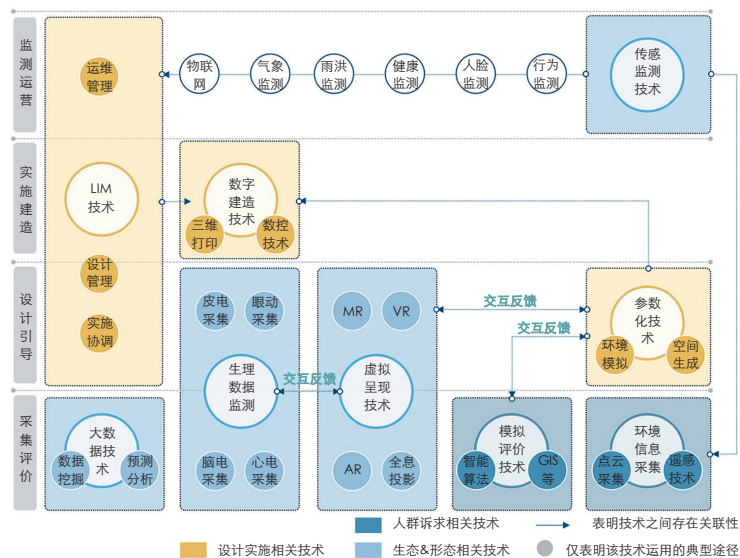 监
测
运
营
运维
管理
物联
网
气象
监测
雨洪
监测
健康
监测
人脸
监测
行为
监测
传感
监测
技术
实
施
建
造
LIM
技术
数字
建造
技术
三维
打印
数控
技术
设
计
引
导
设计
管理
实施
协调
皮电
采集
眼动
采集
MR
VR
交互反馈
交互反馈
参数
化技
术
环境
模拟
空间
生成
生理
数据
监测
交互反馈
虚拟
呈现
技术
采
集
评
价
大数
据技
术
数据
挖掘
预测
分析
脑电
采集
心电
采集
AR
全息
投影
模拟
评价
技术
智能
算法
GIS
等
环境
信息
采集
点云
采集
遥感
技术
人群诉求相关技术
表明技术之间存在关联性
设计实施相关技术
生态&形态相关技术
仅表明该技术运用的典型途径